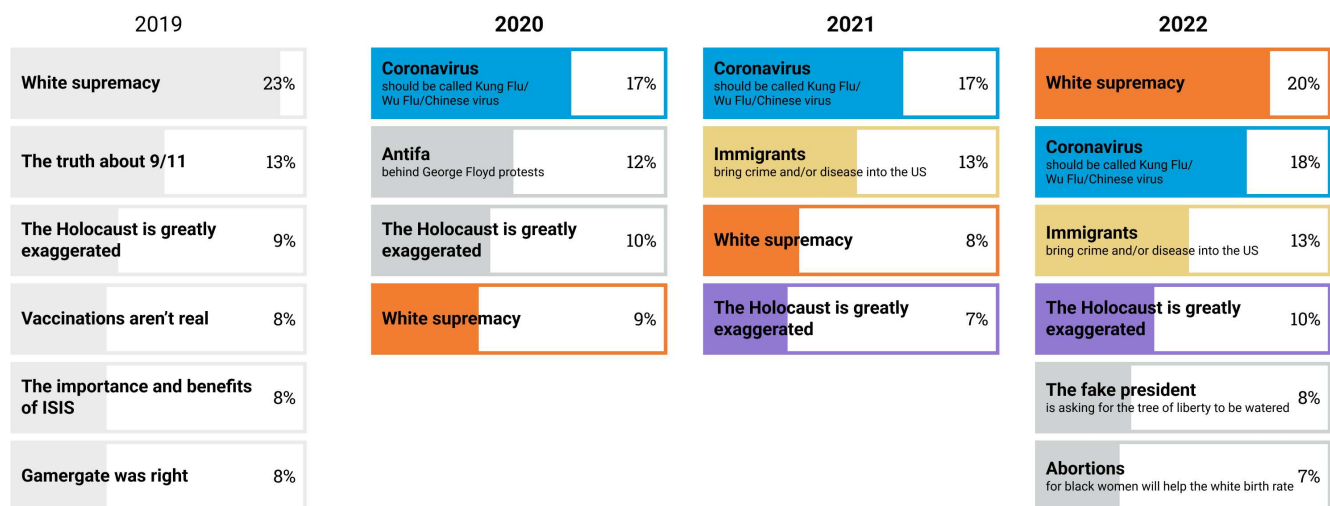 2019
White supremacy 23%
The truth about 9/11 13%
The Holocaust is greatly
exaggerated 9%
Vaccinations aren’t real 8%
The importance and benefits
of ISIS 8%
Gamergate was right 8%
2020
Coronavirus
should be called Kung Flu/
Wu Flu/Chinese virus 17%
Antifa
behind George Floyd protests 12%
The Holocaust is greatly
exaggerated 10%
White supremacy 9%
2021
Coronavirus
should be called Kung Flu/
Wu Flu/Chinese virus 17%
Immigrants
bring crime and/or disease into the US 13%
White supremacy 8%
The Holocaust is greatly
exaggerated 7%
2022
White supremacy 20%
Coronavirus
should be called Kung Flu/
Wu Flu/Chinese virus 18%
Immigrants
bring crime and/or disease into the US 13%
The Holocaust is greatly
exaggerated 10%
The fake president
is asking for the tree of liberty to be watered 8%
Abortions
for black women will help the white birth rate 7%